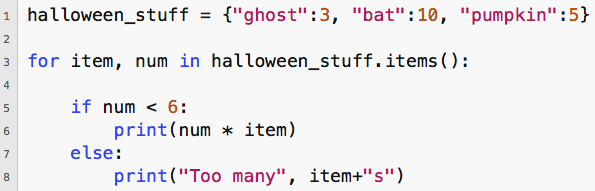 1 halloween_stuff = {"ghost":3, "bat":10, "pumpkin":5}
2
3 for item, num in halloween_stuff.items():
4
5     if num < 6:
6         print(num * item)
7     else:
8         print("Too many", item+"s")